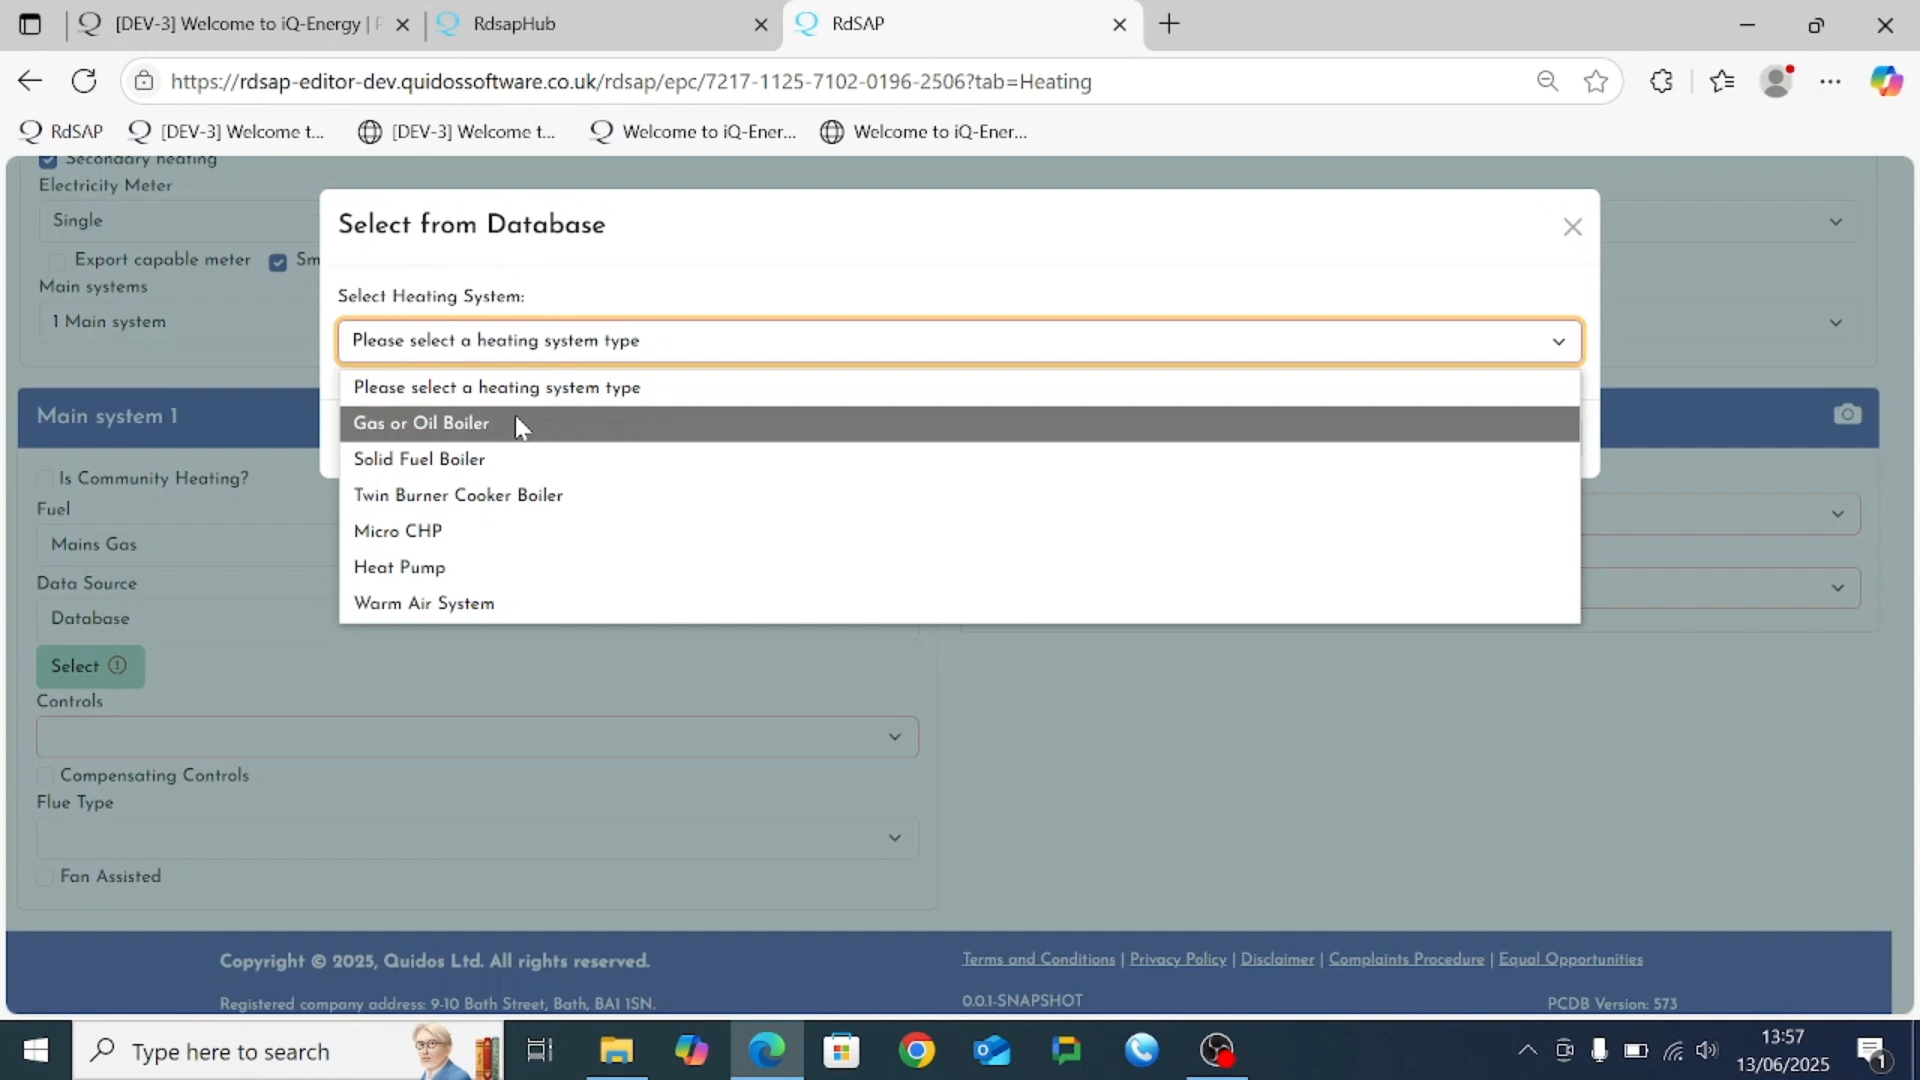 [DEV-3] Welcome to iQ-Energy | P
RdsapHub
RdSAP
https://rdsap-editor-dev.quidossoftware.co.uk/rdsap/epc/7217-1125-7102-0196-2506?tab=Heating
RdSAP
[DEV-3] Welcome t...
[DEV-3] Welcome t...
Welcome to iQ-Ener...
Welcome to iQ-Ener...
Secondary heating
Electricity Meter
Single
Export capable meter
Sm
Main systems
1 Main system
Select from Database
Select Heating System:
Please select a heating system type
Please select a heating system type
Gas or Oil Boiler
Solid Fuel Boiler
Twin Burner Cooker Boiler
Micro CHP
Heat Pump
Warm Air System
Main system 1
Is Community Heating?
Fuel
Mains Gas
Data Source
Database
Select
Controls
Compensating Controls
Flue Type
Fan Assisted
Copyright © 2025, Quidos Ltd. All rights reserved.
Registered company address: 9-10 Bath Street, Bath, BA1 1SN.
Terms and Conditions | Privacy Policy | Disclaimer | Complaints Procedure | Equal Opportunities
0.0.1-SNAPSHOT
PCDB Version: 573
Type here to search
13:57
13/06/2025
1